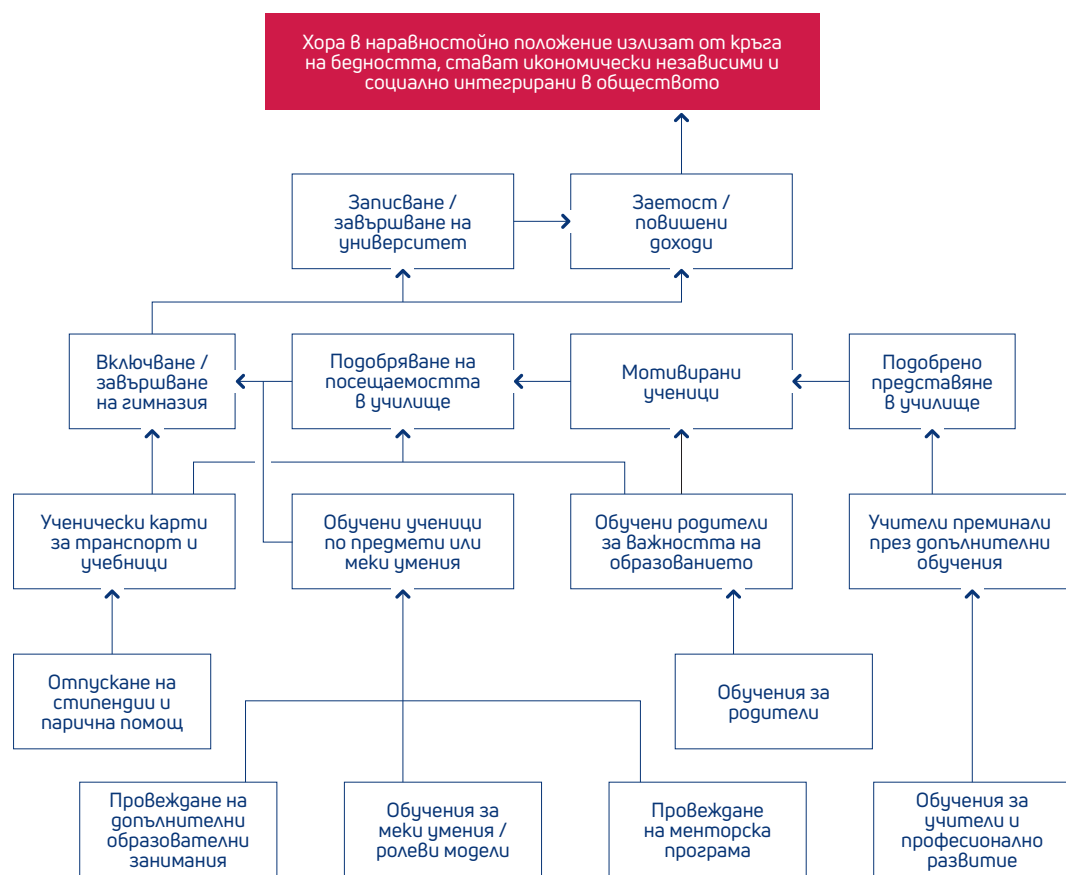 Хора в наравностойно положение излизат от кръга
на бедността, стават икономически независими и
социално интегрирани в обществото
Записване /
завършване на
университет
Заетост /
повишени
доходи
Включване /
завършване
на гимназия
Подобряване на
посещаемостта
в училище
Мотивирани
ученици
Подобрено
представяне
в училище
Ученически карти
за транспорт и
учебници
Обучени ученици
по предмети или
меки умения
Обучени родители
за важността на
образованието
Учители преминали
през допълнителни
обучения
Отпускане на
стипендии и
парична помощ
Обучения за
родители
Провеждане на
допълнителни
образователни
занимания
Обучения за
меки умения /
ролеви модели
Провеждане
на менторска
програма
Обучения за
учители и
професионално
развитие